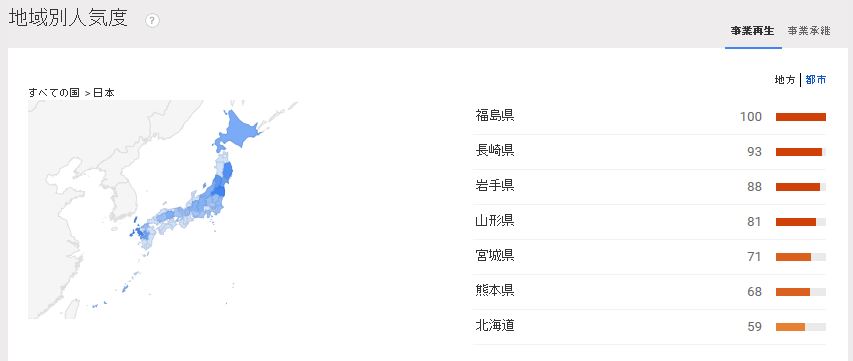 地域別人気度 ?
事業再生 事業承継
地方 | 都市
すべての国 > 日本
福島県 100
長崎県 93
岩手県 88
山形県 81
宮城県 71
熊本県 68
北海道 59